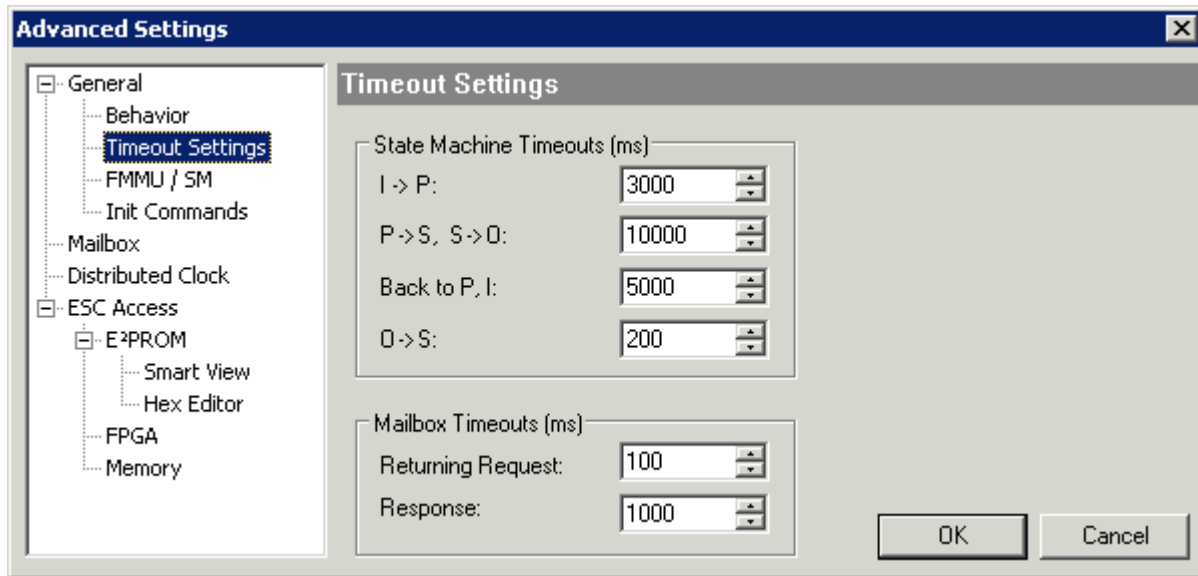 Advanced Settings
General
Behavior
Timeout Settings
FMMU / SM
Init Commands
Mailbox
Distributed Clock
ESC Access
E²PROM
Smart View
Hex Editor
FPGA
Memory
Timeout Settings
State Machine Timeouts (ms)
I -> P: 3000
P ->S, S->O: 10000
Back to P, I: 5000
O->S: 200
Mailbox Timeouts (ms)
Returning Request: 100
Response: 1000
OK Cancel